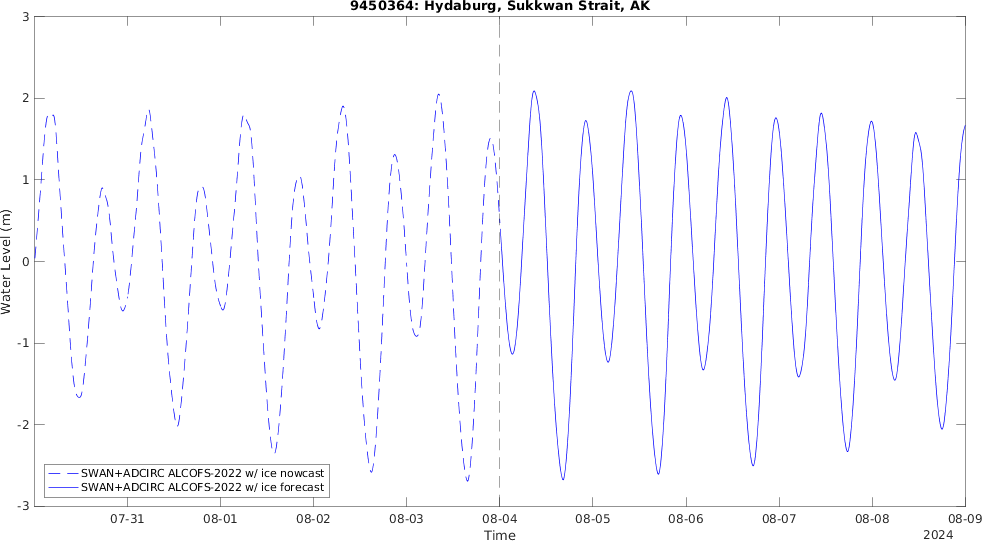 9450364: Hydaburg, Sukkwan Strait, AK
3
2
1
0
-1
-2
-3
Water Level (m)
SWAN+ADCIRC ALCOFS-2022 w/ ice nowcast
SWAN+ADCIRC ALCOFS-2022 w/ ice forecast
07-31 08-01 08-02 08-03 08-04 08-05 08-06 08-07 08-08 08-09
Time
2024